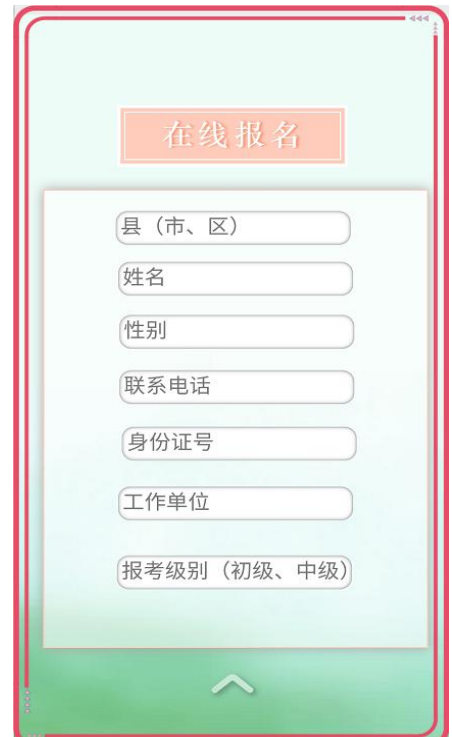 在线报名
县（市、区）
姓名
性别
联系电话
身份证号
工作单位
报考级别（初级、中级）